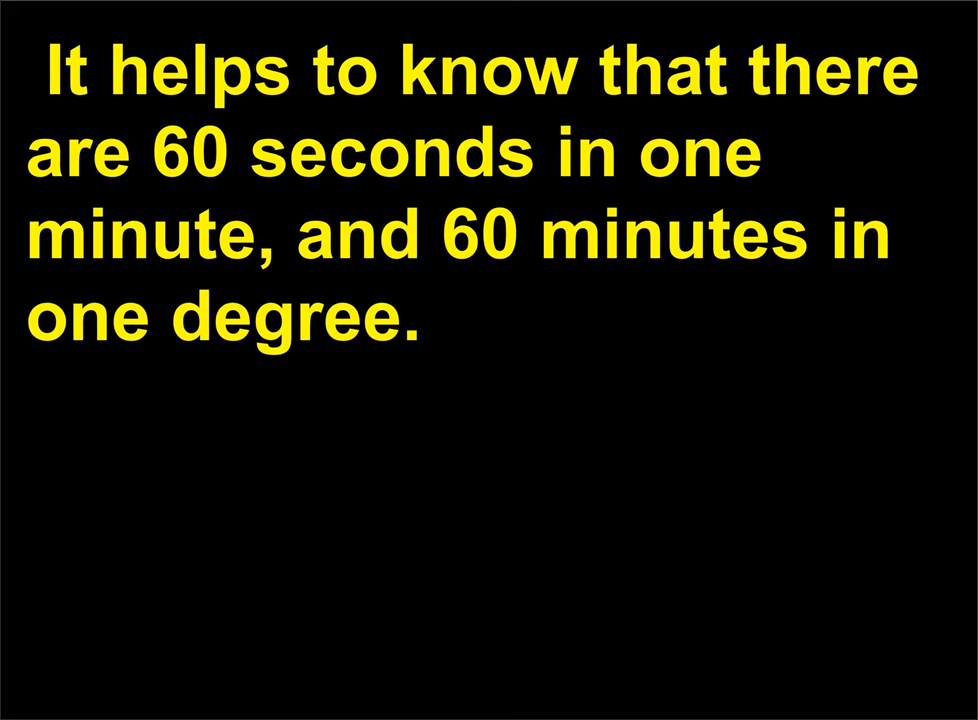 It helps to know that there
are 60 seconds in one
minute, and 60 minutes in
one degree.